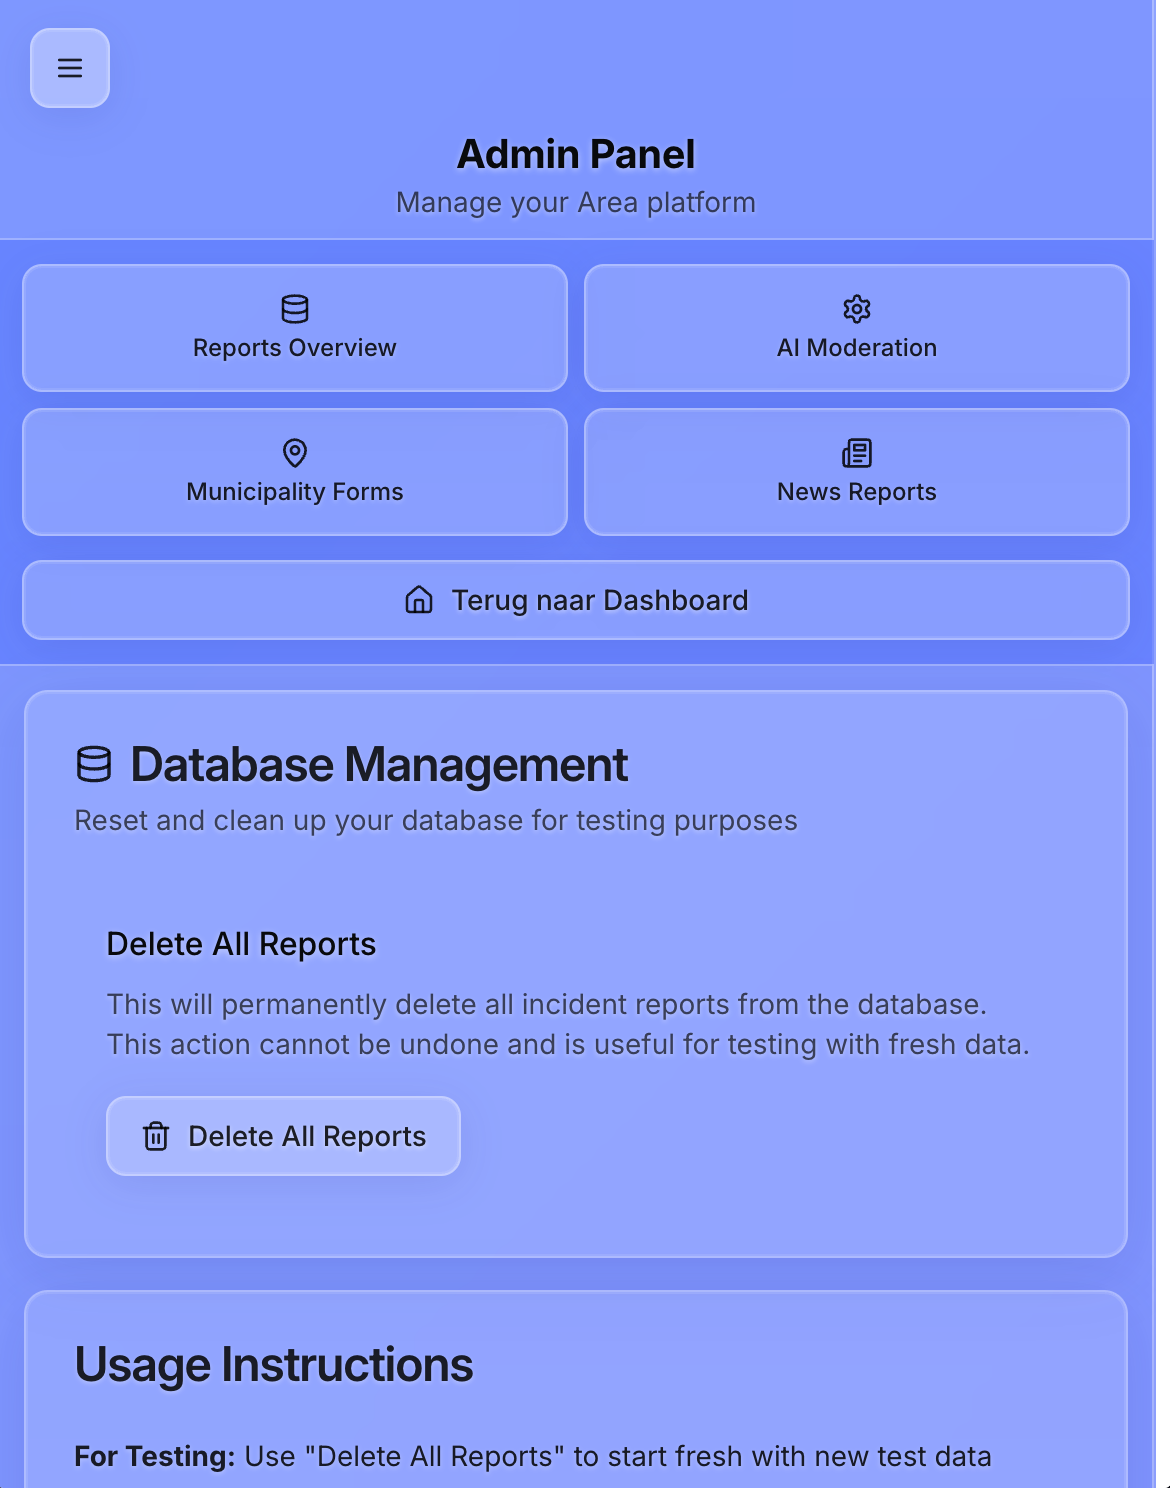 Admin Panel
Manage your Area platform
Reports Overview
AI Moderation
Municipality Forms
News Reports
Terug naar Dashboard
Database Management
Reset and clean up your database for testing purposes
Delete All Reports
This will permanently delete all incident reports from the database.
This action cannot be undone and is useful for testing with fresh data.
Delete All Reports
Usage Instructions
For Testing: Use "Delete All Reports" to start fresh with new test data